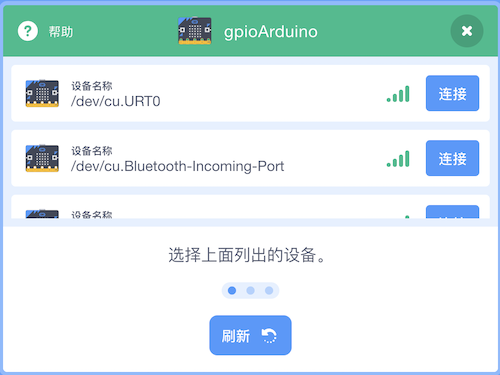 帮助
gpioArduino
设备名称
/dev/cu.URT0
连接
设备名称
/dev/cu.Bluetooth-Incoming-Port
连接
设备名称
选择上面列出的设备。
刷新